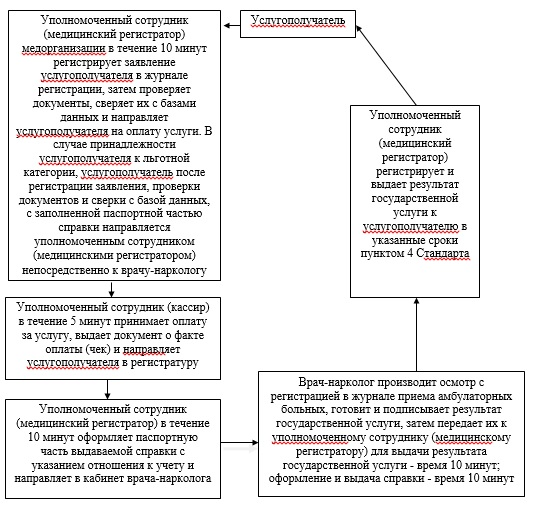 Услугополучатель
Уполномоченный сотрудник
(медицинский регистратор)
медорганизации в течение 10 минут
регистрирует заявление
услугополучателя в журнале
регистрации, затем проверяет
документы, сверяет их с базами
данных и направляет
услугополучателя на оплату услуги. В
случае принадлежности
услугополучателя к льготной
категории, услугополучатель после
регистрации заявления, проверки
документов и сверки с базой данных,
с заполненной паспортной частью
справки направляется
уполномоченным сотрудником
(медицинскими регистратором)
непосредственно к врачу-наркологу
Уполномоченный сотрудник (кассир)
в течение 5 минут принимает оплату
за услугу, выдает документ о факте
оплаты (чек) и направляет
услугополучателя в регистратуру
Уполномоченный сотрудник
(медицинский регистратор) в течение
10 минут оформляет паспортную
часть выдаваемой справки с
указанием отношения к учету и
направляет в кабинет врача-нарколога
Врач-нарколог производит осмотр с
регистрацией в журнале приема амбулаторных
больных, готовит и подписывает результат
государственной услуги, затем передает их к
уполномоченному сотруднику (медицинскому
регистратору) для выдачи результата
государственной услуги - время 10 минут;
оформление и выдача справки - время 10 минут
Уполномоченный
сотрудник
(медицинский
регистратор)
регистрирует и
выдает результат
государственной
услуги к
услугополучателю в
указанные сроки
пунктом 4 Стандарта